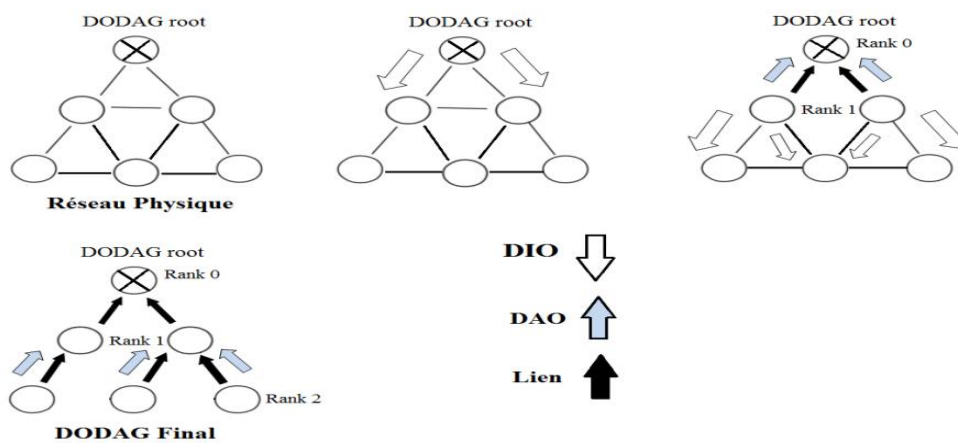 DODAG root
Réseau Physique
DODAG root
DODAG root
Rank 0
Rank 1
DODAG root
Rank 0
Rank 1
Rank 2
DODAG Final
DIO
DAO
Lien